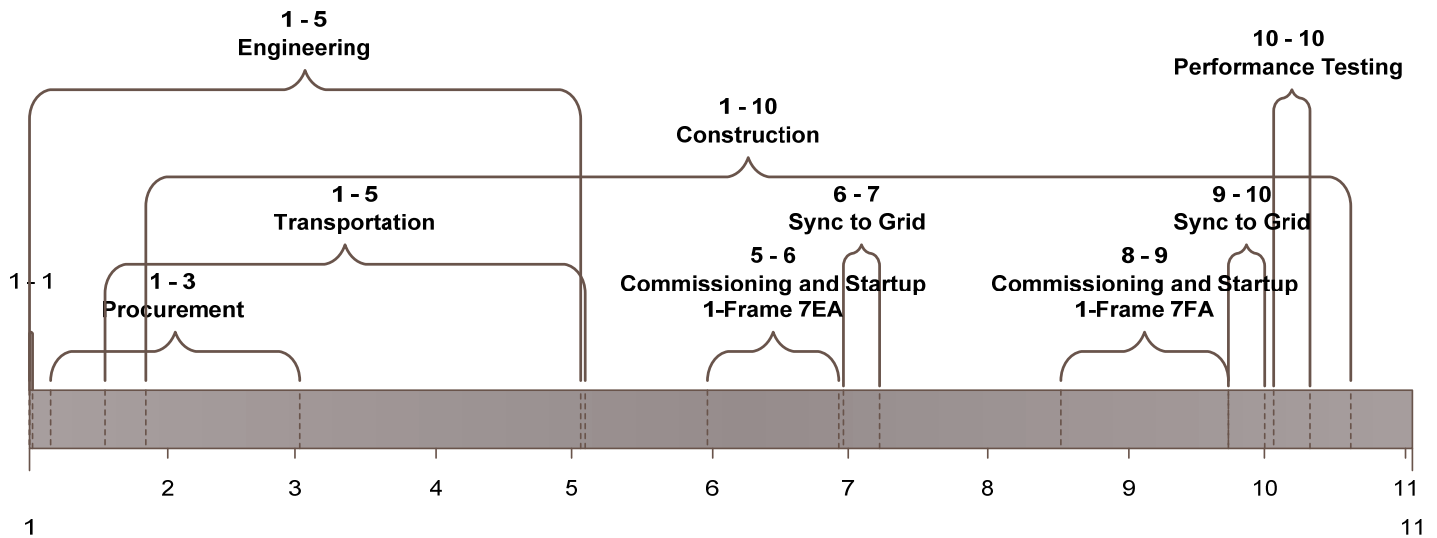 1 - 5
Engineering
10 - 10
Performance Testing
1 - 10
Construction
1 - 5
Transportation
6 - 7
Sync to Grid
9 - 10
Sync to Grid
1 - 1
1 - 3
Procurement
5 - 6
Commissioning and Startup
1-Frame 7EA
8 - 9
Commissioning and Startup
1-Frame 7FA
2 3 4 5 6 7 8 9 10 11
1 11